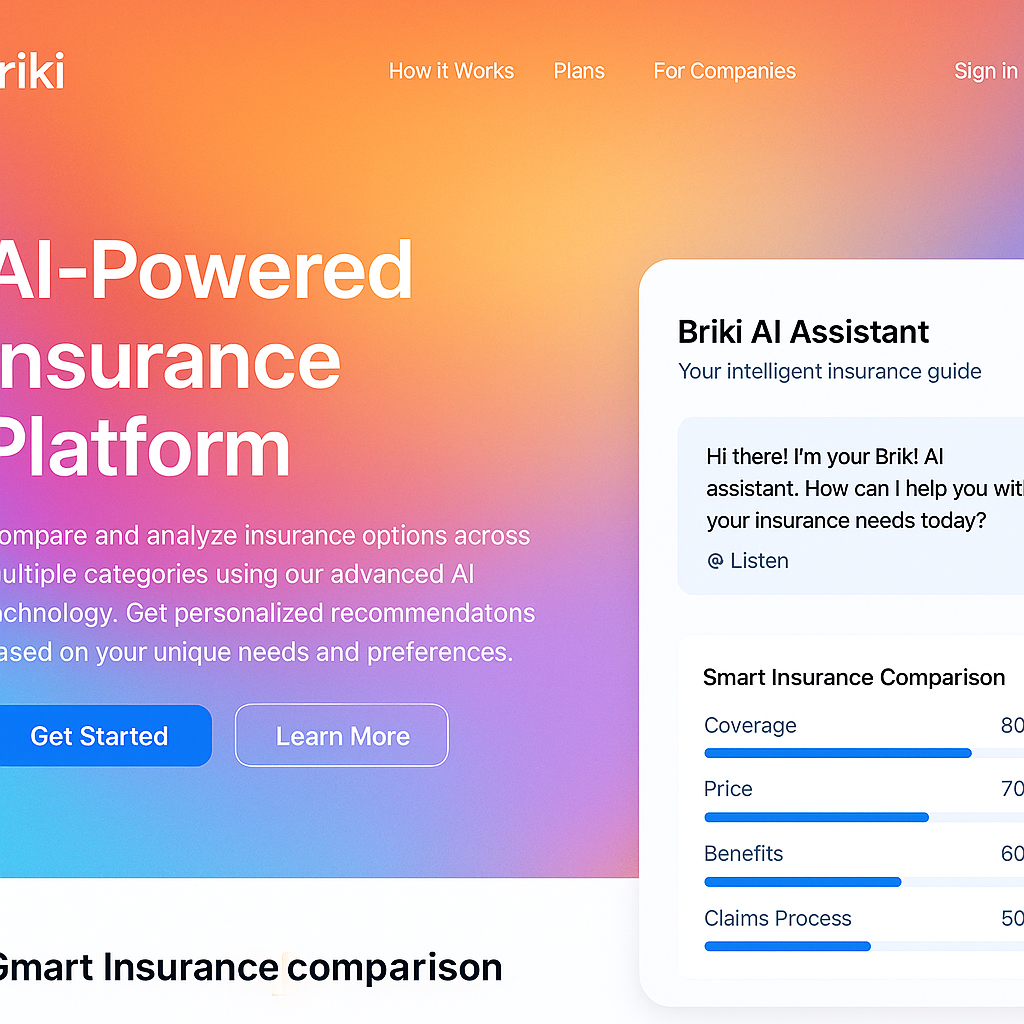 riki
How it Works
Plans
For Companies
Sign in
AI-Powered
Insurance
Platform
ompare and analyze insurance options across
ultiple categories using our advanced AI
chnology. Get personalized recommendatons
ased on your unique needs and preferences.
Get Started
Learn More
Briki AI Assistant
Your intelligent insurance guide
Hi there! I'm your Brik! AI
assistant. How can I help you with
your insurance needs today?
@ Listen
Smart Insurance Comparison
Coverage 80
Price 70
Benefits 60
Claims Process 50
Gmart Insurance comparison